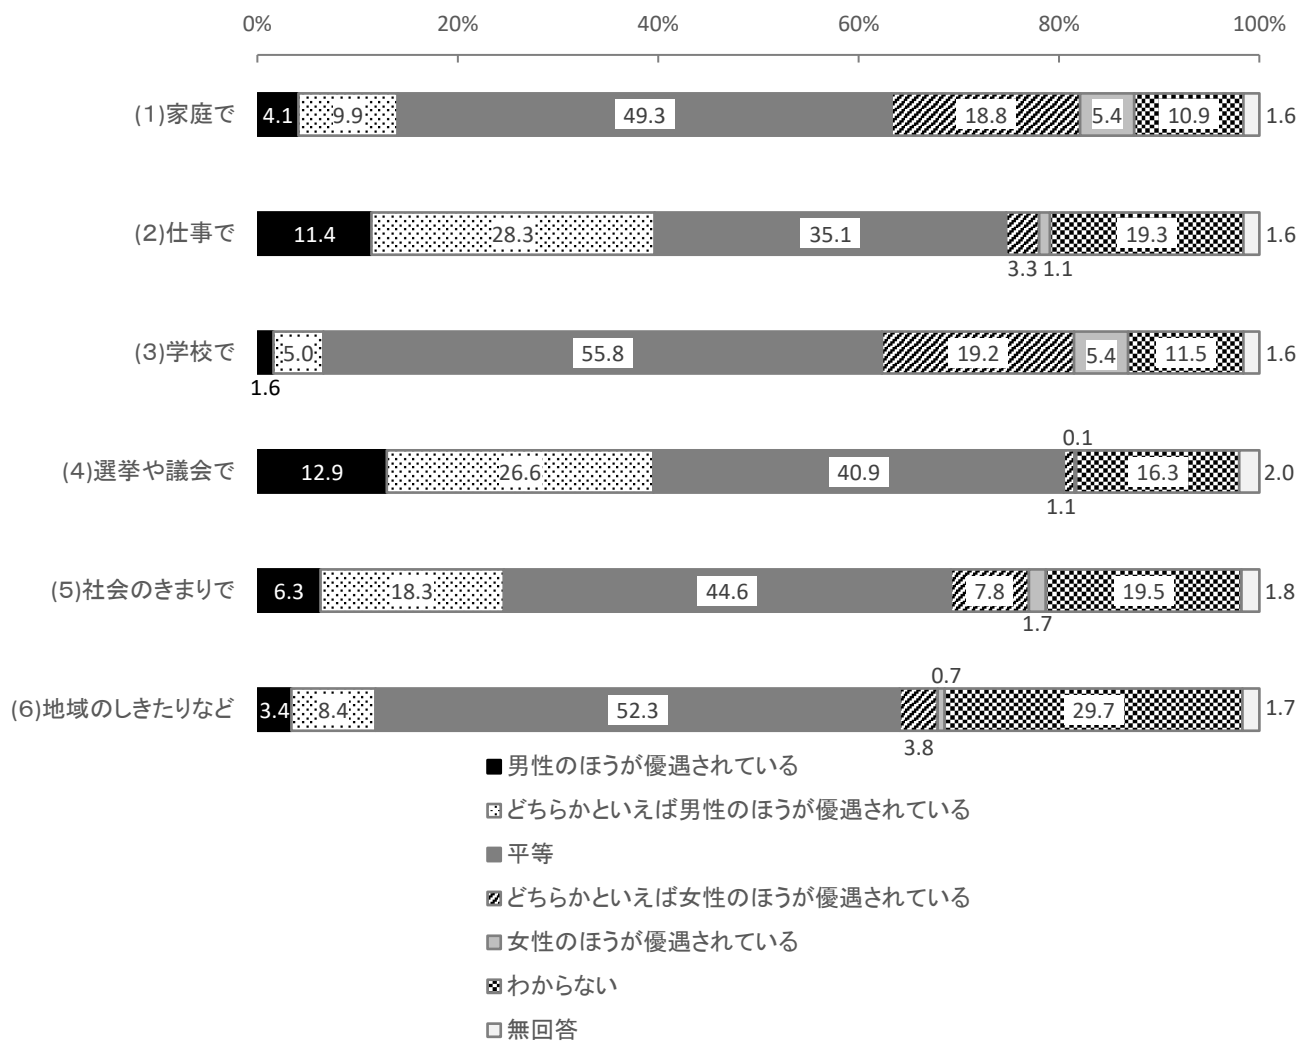 0% 20% 40% 60% 80% 100%
(1)家庭で 4.1 9.9 49.3 18.8 5.4 10.9 1.6
(2)仕事で 11.4 28.3 35.1 19.3 1.6
3.3 1.1
(3)学校で 5.0 55.8 19.2 5.4 11.5 1.6
1.6
0.1
(4)選挙や議会で 12.9 26.6 40.9 16.3 2.0
1.1
(5)社会のきまりで 6.3 18.3 44.6 7.8 19.5 1.8
1.7
0.7
(6)地域のしきたりなど 3.4 8.4 52.3 29.7 1.7
3.8
男性のほうが優遇されている
どちらかといえば男性のほうが優遇されている
平等
どちらかといえば女性のほうが優遇されている
女性のほうが優遇されている
わからない
無回答